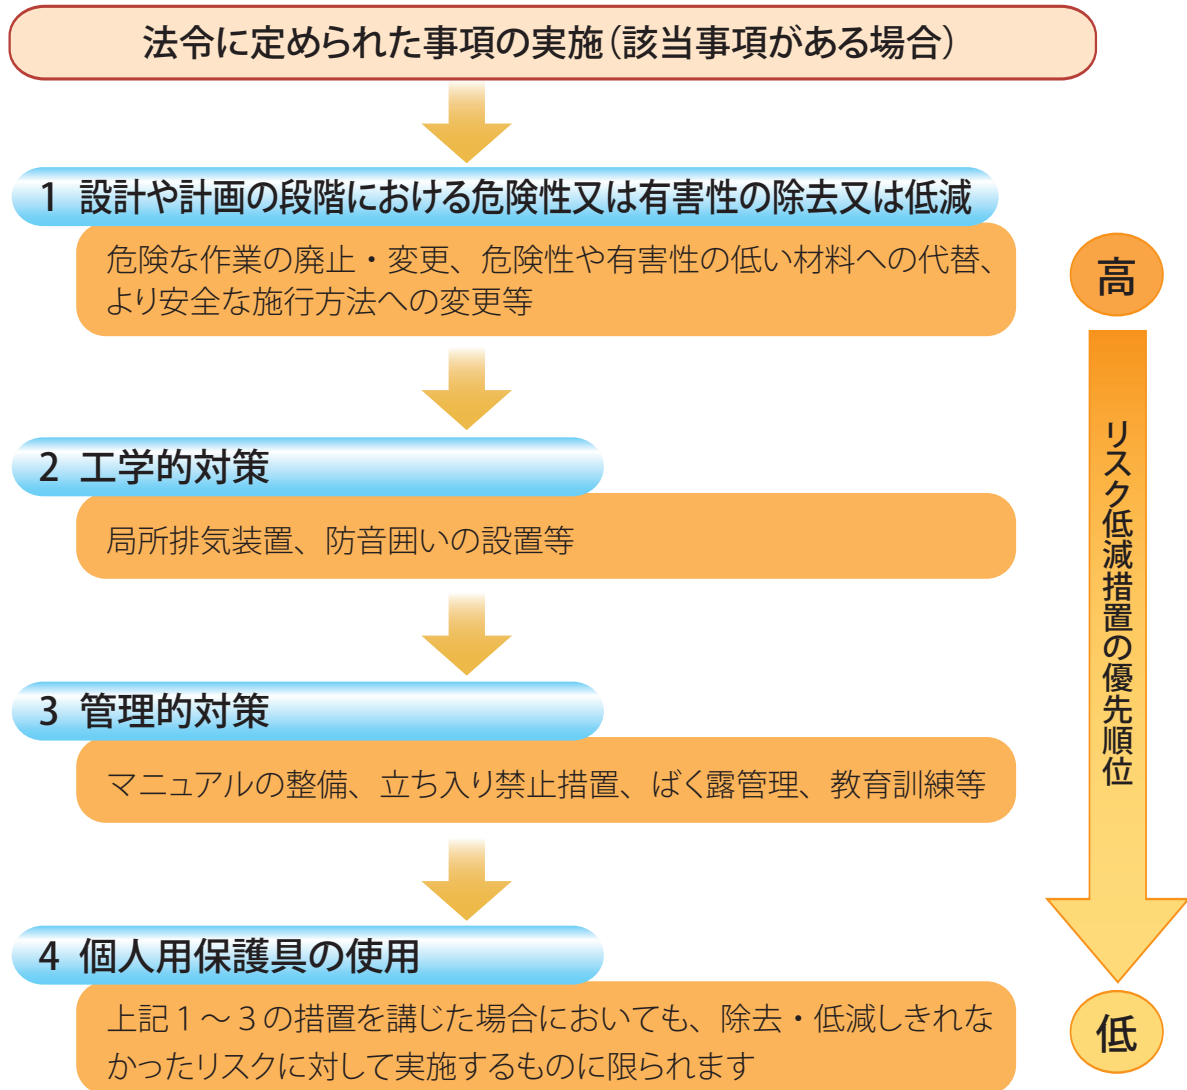 法令に定められた事項の実施（該当事項がある場合）
1 設計や計画の段階における危険性又は有害性の除去又は低減
危険な作業の廃止・変更、危険性や有害性の低い材料への代替、
より安全な施行方法への変更等
2 工学的対策
局所排気装置、防音囲いの設置等
3 管理的対策
マニュアルの整備、立ち入り禁止措置、ばく露管理、教育訓練等
4 個人用保護具の使用
上記１～３の措置を講じた場合においても、除去・低減しきれな
かったリスクに対して実施するものに限られます
高
リスク低減措置の優先順位
低